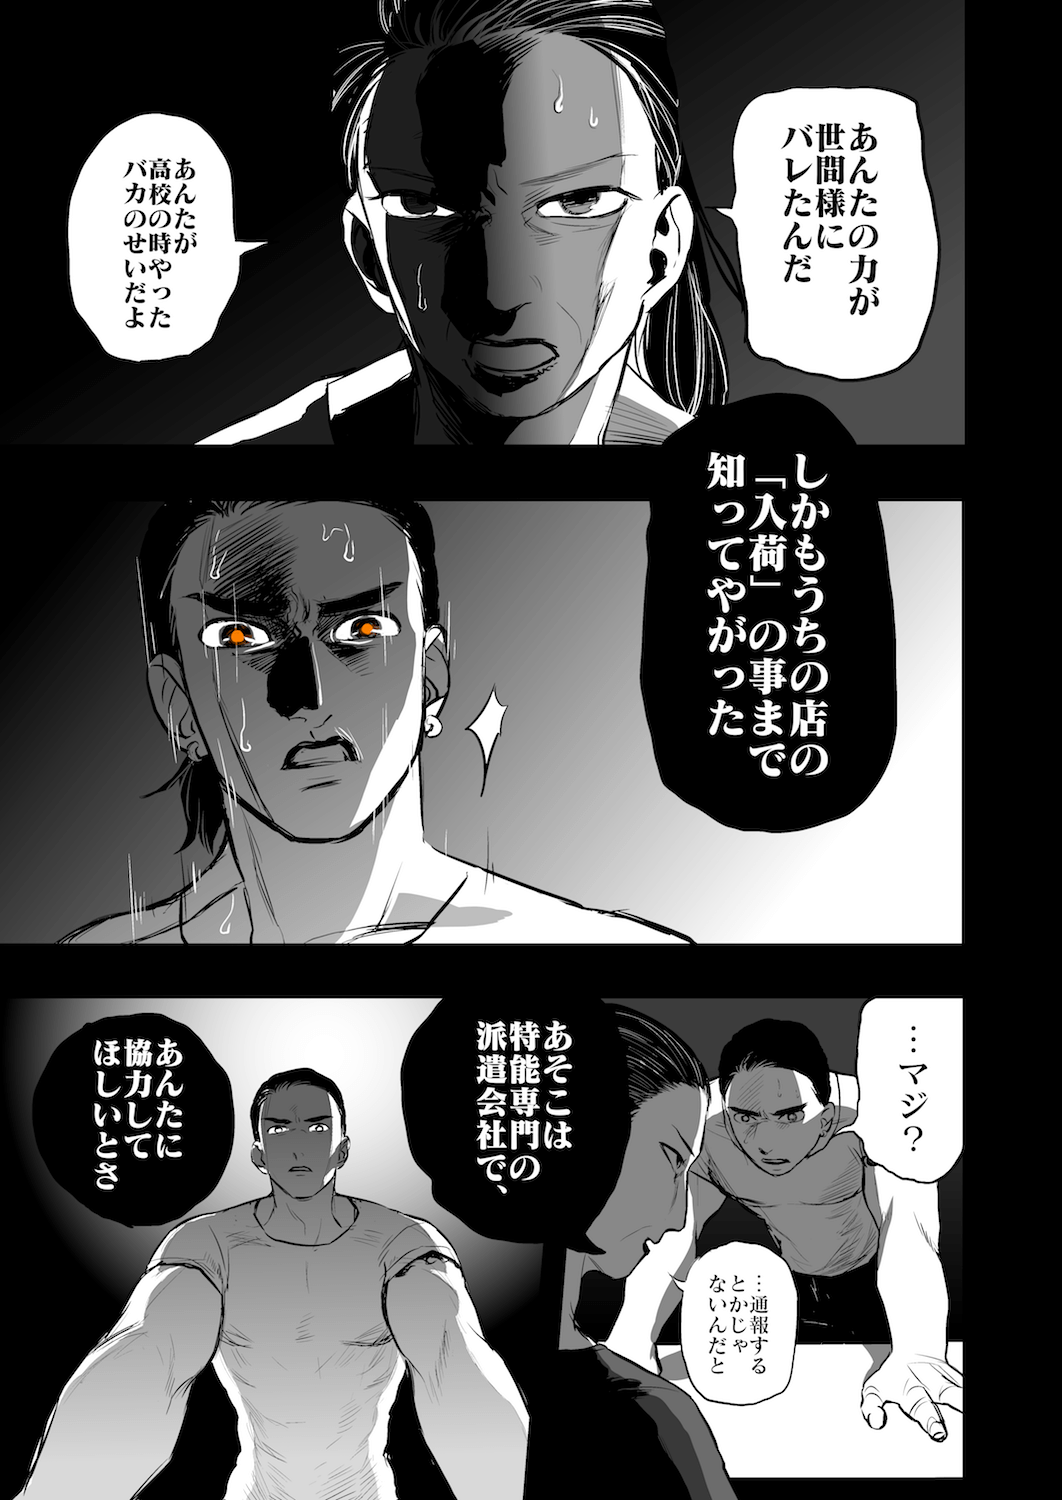 あんたの力が
世間様に
バレたんだ
あんたが
高校の時やった
バカのせいだよ
しかもうちの店の
「入荷」の事まで
知ってやがった
…マジ？
…通報する
とかじゃ
ないんだと
あそこは
特能専門の
派遣会社で、
あんたに
協力して
ほしいとさ